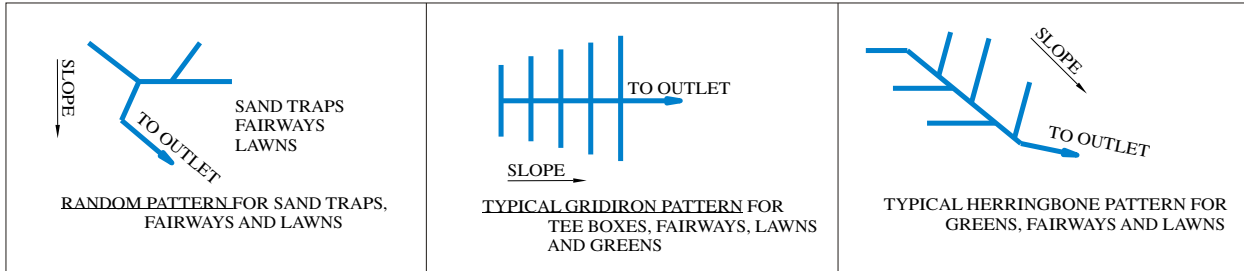 SLOPE
TO OUTLET
SAND TRAPS
FAIRWAYS
LAWNS
RANDOM PATTERN FOR SAND TRAPS,
FAIRWAYS AND LAWNS
TO OUTLET
SLOPE
TYPICAL GRIDIRON PATTERN FOR
TEE BOXES, FAIRWAYS, LAWNS
AND GREENS
SLOPE
TO OUTLET
TYPICAL HERRINGBONE PATTERN FOR
GREENS, FAIRWAYS AND LAWNS